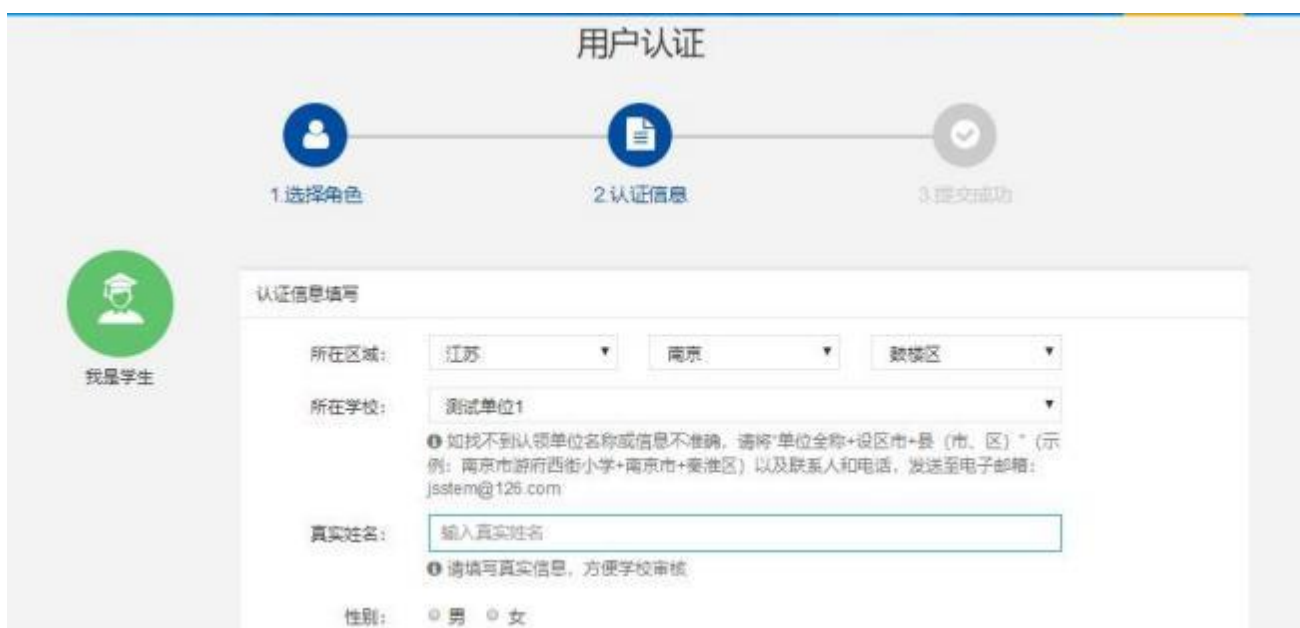 用户认证
1.选择角色
2.认证信息
3.提交成功
我是学生
认证信息填写
所在区域： 江苏 南京 鼓楼区
所在学校： 测试单位1
如找不到认领单位名称或信息不准确，请将“单位全称+设区市+县（市、区）”（示
例：南京市游府西街小学+南京市+秦淮区）以及联系人和电话，发送至电子邮箱：
jsstem@126.com
真实姓名： 输入真实姓名
请填写真实信息，方便学校审核
性别： 男 女